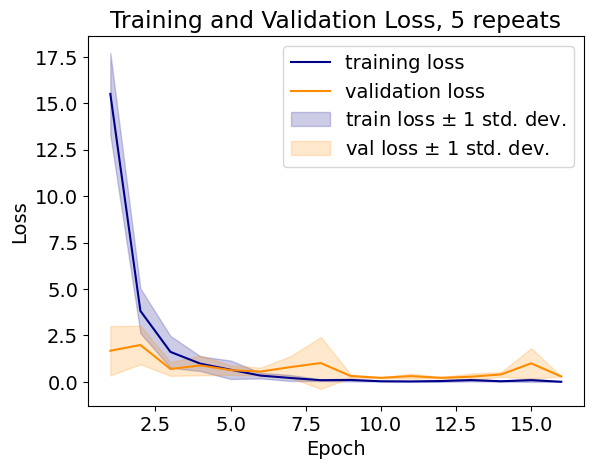 Training and Validation Loss, 5 repeats
training loss
validation loss
train loss ± 1 std. dev.
val loss ± 1 std. dev.
Loss
17.5
15.0
12.5
10.0
7.5
5.0
2.5
0.0
2.5
5.0
7.5
10.0
12.5
15.0
Epoch